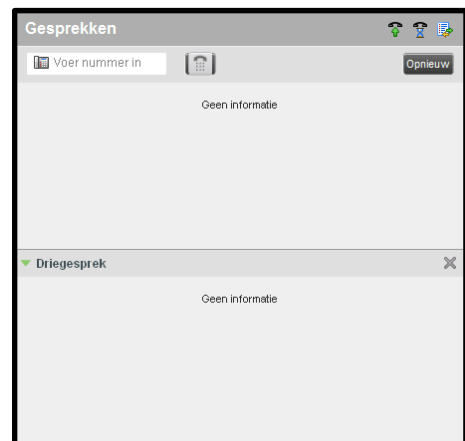 Gesprekken
Voer nummer in
Opnieuw
Geen informatie
Driegesprek
Geen informatie